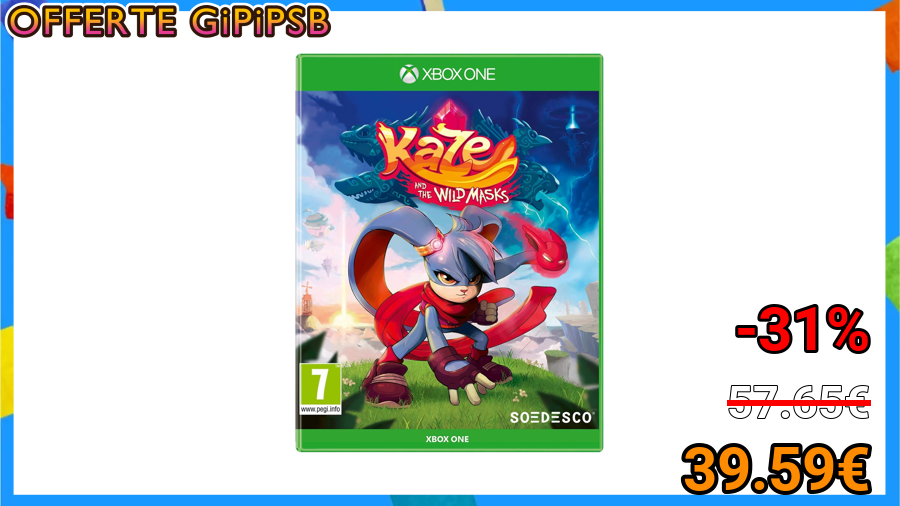 OFFERTE GiPiPSB
XBOX ONE
Kaze
AND THE WILD MASKS
7
www.pegi.info
SOEDESCO
XBOX ONE
-31%
57.65€
39.59€